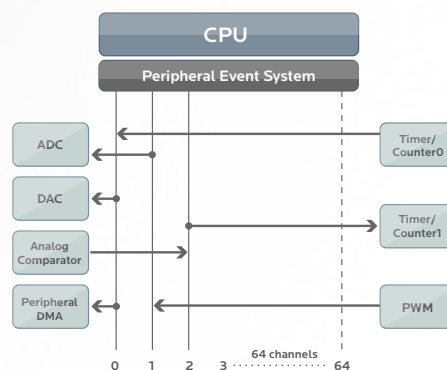 CPU
Peripheral Event System
ADC
Timer/
Counter0
DAC
Timer/
Counter1
Analog
Comparator
Peripheral
DMA
PWM
64 channels
0 1 2 3 64